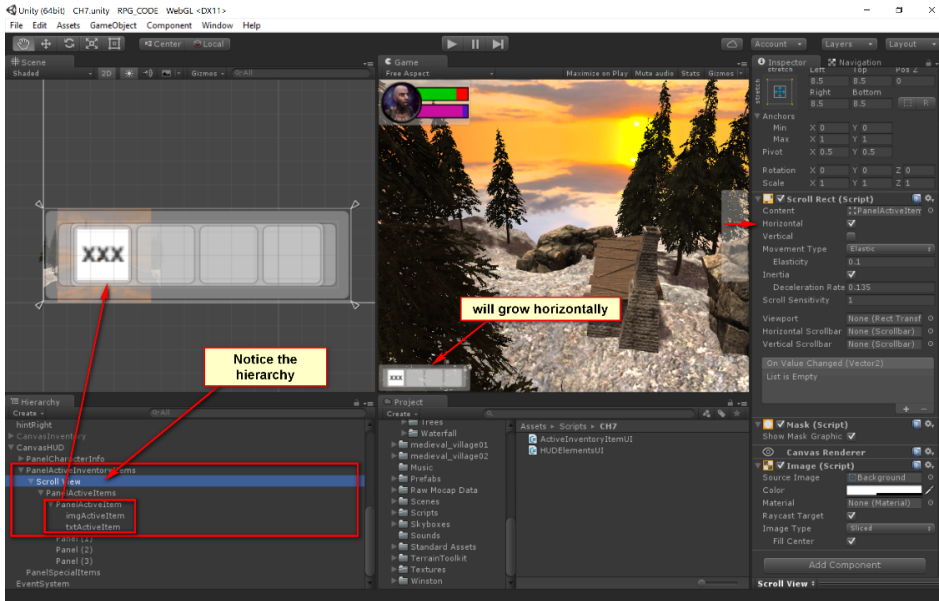 Unity (64bit) CH7.unity RPG_CODE WebGL <DX11>
File Edit Assets GameObject Component Window Help
Center Local
Account Layers Layout
Scene
Shaded 2D Gizmos All
Game
Free Aspect Maximize on Play Mute audio Stats Gizmos
xxx
will grow horizontally
Notice the
hierarchy
xxx
Hierarchy
Create All
hintRight
CanvasInventory
CanvasHUD
PanelCharacterInfo
PanelActiveInventoryItems
Scroll View
PanelActiveItems
PanelActiveItem
imgActiveItem
txtActiveItem
Panel (1)
Panel (2)
Panel (3)
PanelSpecialItems
EventSystem
Project
Create
Trees
Waterfall
medieval_village01
medieval_village02
Music
Prefabs
Raw Mocap Data
Scenes
Scripts
Skyboxes
Sounds
Standard Assets
TerrainToolkit
Textures
Winston
Assets ▸ Scripts ▸ CH7
ActiveInventoryItemUI
HUDElementsUI
Inspector Navigation
stretch Left Top Pos Z
stretch 8.5 8.5 0
Right Bottom
8.5 8.5 R
Anchors
Min X 0 Y 0
Max X 1 Y 1
Pivot X 0.5 Y 0.5
Rotation X 0 Y 0 Z 0
Scale X 1 Y 1 Z 1
Scroll Rect (Script)
Content PanelActiveItem
Horizontal
Vertical
Movement Type Elastic
Elasticity 0.1
Inertia
Deceleration Rate 0.135
Scroll Sensitivity 1
Viewport None (Rect Transf
Horizontal Scrollbar None (Scrollbar)
Vertical Scrollbar None (Scrollbar)
On Value Changed (Vector2)
List is Empty
Mask (Script)
Show Mask Graphic
Canvas Renderer
Image (Script)
Source Image Background
Color
Material None (Material)
Raycast Target
Image Type Sliced
Fill Center
Add Component
Scroll View